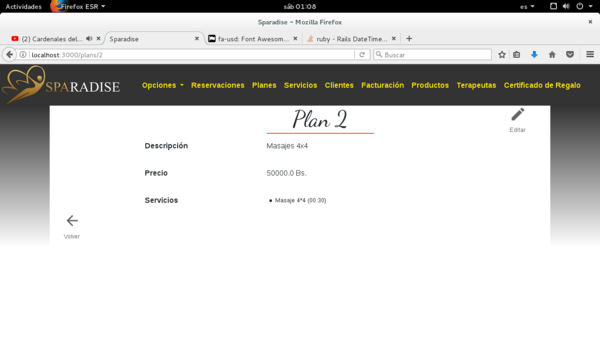 Actividades Firefox ESR sáb 01:08 es
Sparadise – Mozilla Firefox
(2) Cardenales del... Sparadise fa-usd: Font Awesom... ruby - Rails DateTime...
localhost:3000/plans/2 Buscar
SPARADISE Opciones Reservaciones Planes Servicios Clientes Facturación Productos Terapeutas Certificado de Regalo
Plan 2
Editar
Descripción Masajes 4x4
Precio 50000.0 Bs.
Servicios Masaje 4*4 (00:30)
Volver